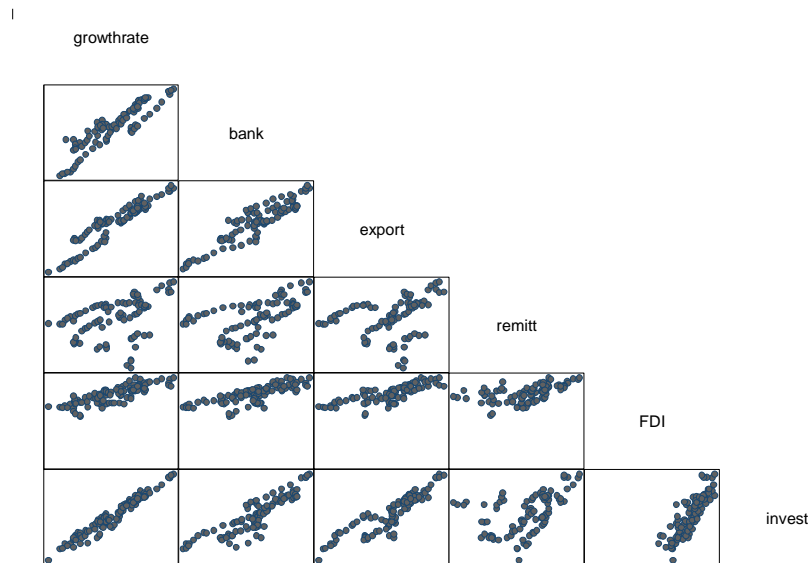 growthrate
bank
export
remitt
FDI
invest